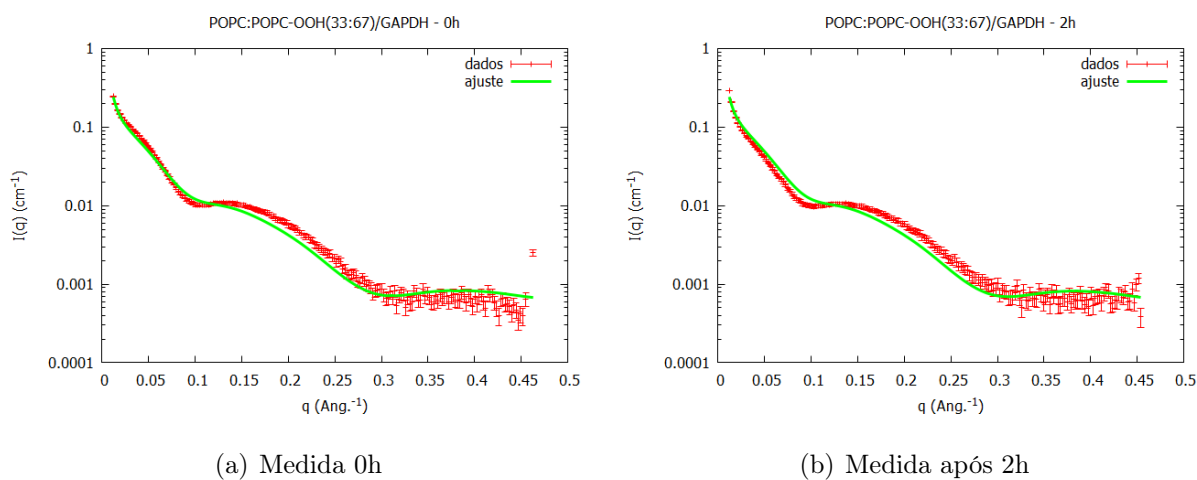 POPC:POPC-OOH(33:67)/GAPDH - 0h
1
0.1
0.01
0.001
0.0001
I(q) (cm⁻¹)
dados
ajuste
0 0.05 0.1 0.15 0.2 0.25 0.3 0.35 0.4 0.45 0.5
q (Ang.⁻¹)
(a) Medida 0h
POPC:POPC-OOH(33:67)/GAPDH - 2h
1
0.1
0.01
0.001
0.0001
I(q) (cm⁻¹)
dados
ajuste
0 0.05 0.1 0.15 0.2 0.25 0.3 0.35 0.4 0.45 0.5
q (Ang.⁻¹)
(b) Medida após 2h